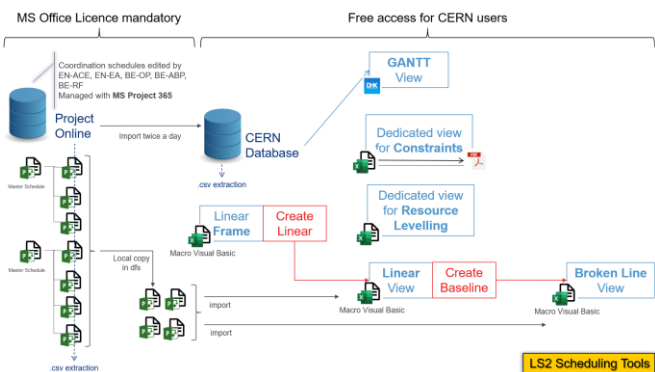 MS Office Licence mandatory
Free access for CERN users
Coordination schedules edited by
EN-ACE, EN-EA, BE-OP, BE-ABP,
BE-RF
Managed with MS Project 365
GANTT
View
Project
Online
Import twice a day
CERN
Database
Dedicated view
for Constraints
.csv extraction
Master Schedule
Dedicated view
for Resource
Levelling
Linear
Frame
Create
Linear
Macro Visual Basic
Master Schedule
Local copy
in dfs
Linear
View
Create
Baseline
Broken Line
View
import
Macro Visual Basic
Macro Visual Basic
import
.csv extraction
LS2 Scheduling Tools